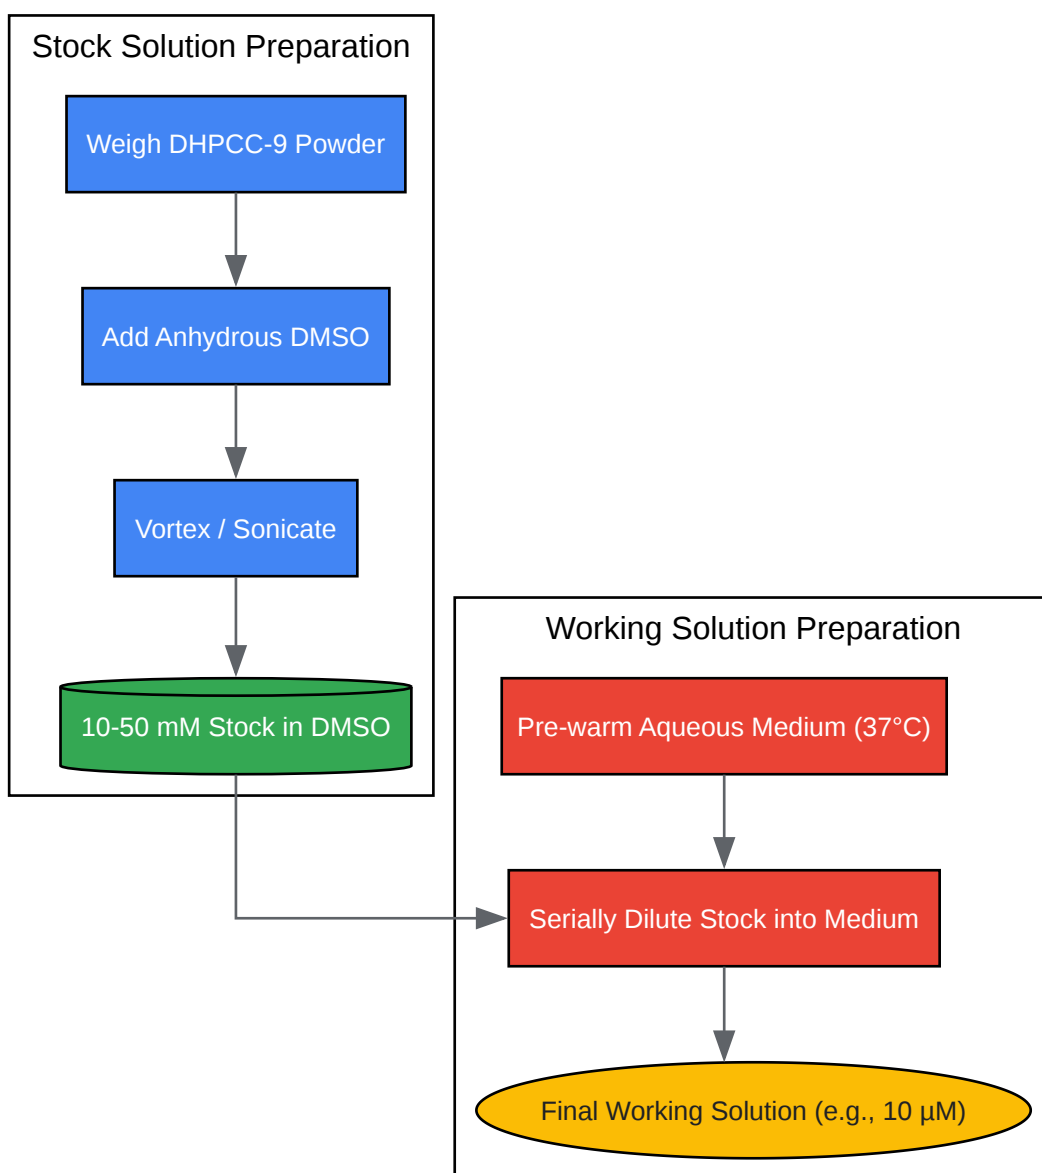 Stock Solution Preparation
Weigh DHPCC-9 Powder
Add Anhydrous DMSO
Vortex / Sonicate
10-50 mM Stock in DMSO
Working Solution Preparation
Pre-warm Aqueous Medium (37°C)
Serially Dilute Stock into Medium
Final Working Solution (e.g., 10 µM)